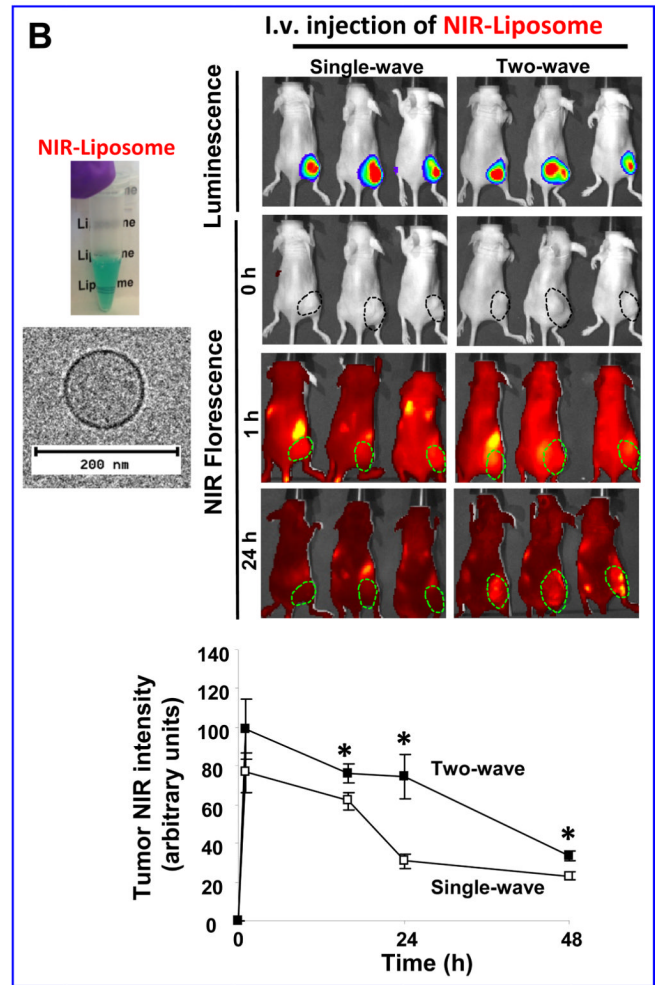 B
I.v. injection of NIR-Liposome
Single-wave
Two-wave
NIR-Liposome
Liposome
Liposome
200 nm
Luminescence
NIR Florescence
0 h
1 h
24 h
Tumor NIR intensity
(arbitrary units)
140
120
100
80
60
40
20
0
*
*
*
Two-wave
Single-wave
0
24
48
Time (h)